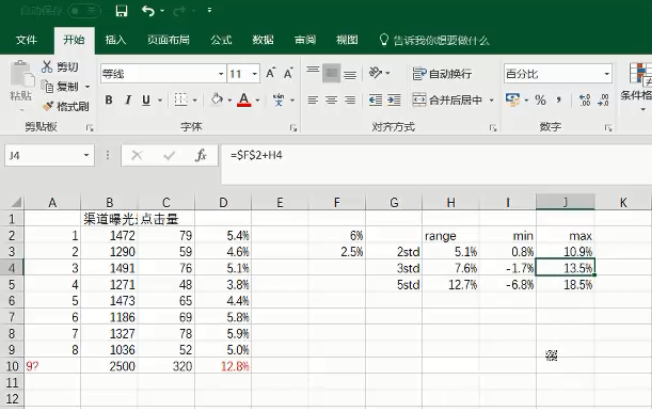 自动保存
文件 开始 插入 页面布局 公式 数据 审阅 视图 告诉我你想要做什么
粘贴 剪切 复制 格式刷 剪贴板
等线 11 A A B I U A 字体
自动换行 合并后居中 对齐方式
百分比 % , 数字
条件格
J4 fx =$F$2+H4
A B C D E F G H I J K
1 渠道曝光 点击量
2 1 1472 79 5.4% 6% range min max
3 2 1290 59 4.6% 2.5% 2std 5.1% 0.8% 10.9%
4 3 1491 76 5.1% 3std 7.6% -1.7% 13.5%
5 4 1271 48 3.8% 5std 12.7% -6.8% 18.5%
6 5 1473 65 4.4%
7 6 1186 69 5.8%
8 7 1327 78 5.9%
9 8 1036 52 5.0%
10 9? 2500 320 12.8%
11
12